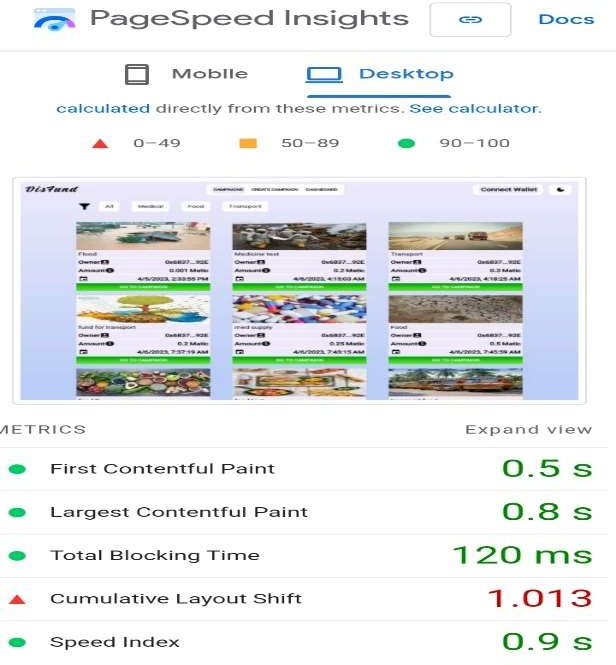 PageSpeed Insights
Docs
Mobile
Desktop
calculated directly from these metrics. See calculator.
0–49
50–89
90–100
Disfund
CAMPAIGNS CREATE CAMPAIGN DASHBOARD
Connect Wallet
All Medical Food Transport
Flood Medicine test Transport
Owner 0x6B37...92E Owner 0x6B37...92E Owner 0x6B37...92E
Amount 0.001 Matic Amount 0.2 Matic Amount 0.3 Matic
4/5/2023, 2:33:55 PM 4/6/2023, 4:15:03 AM 4/6/2023, 4:18:25 AM
GO TO CAMPAIGN GO TO CAMPAIGN GO TO CAMPAIGN
fund for transport med supply Food
Owner 0x6B37...92E Owner 0x6B37...92E Owner 0x6B37...92E
Amount 0.2 Matic Amount 0.25 Matic Amount 0.5 Matic
4/6/2023, 7:37:19 AM 4/6/2023, 7:43:15 AM 4/6/2023, 7:45:59 AM
GO TO CAMPAIGN GO TO CAMPAIGN GO TO CAMPAIGN
METRICS
Expand view
First Contentful Paint 0.5 s
Largest Contentful Paint 0.8 s
Total Blocking Time 120 ms
Cumulative Layout Shift 1.013
Speed Index 0.9 s